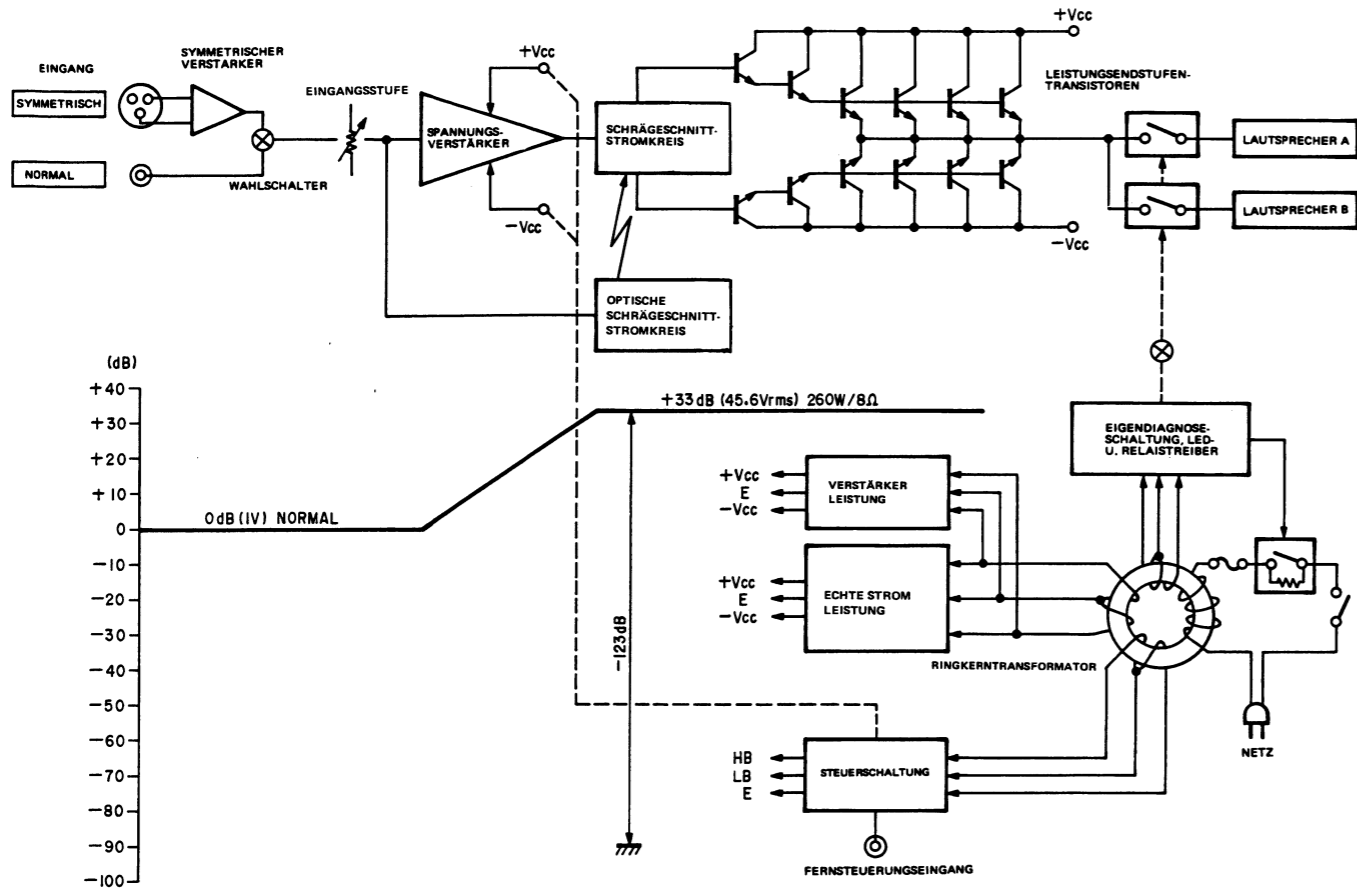 EINGANG
SYMMETRISCH
NORMAL
SYMMETRISCHER
VERSTARKER
EINGANGSSTUFE
WAHLSCHALTER
+Vcc
SPANNUNGS-
VERSTÄRKER
−Vcc
SCHRÄGESCHNITT-
STROMKREIS
OPTISCHE
SCHRÄGESCHNITT-
STROMKREIS
+Vcc
LEISTUNGSENDSTUFEN-
TRANSISTOREN
−Vcc
LAUTSPRECHER A
LAUTSPRECHER B
(dB)
+40
+30
+20
+10
0
−10
−20
−30
−40
−50
−60
−70
−80
−90
−100
0dB (1V) NORMAL
+33dB (45.6Vrms) 260W/8Ω
−123dB
EIGENDIAGNOSE-
SCHALTUNG, LED-
U. RELAISTREIBER
+Vcc
E
−Vcc
VERSTÄRKER
LEISTUNG
+Vcc
E
−Vcc
ECHTE STROM
LEISTUNG
RINGKERNTRANSFORMATOR
NETZ
HB
LB
E
STEUERSCHALTUNG
FERNSTEUERUNGSEINGANG